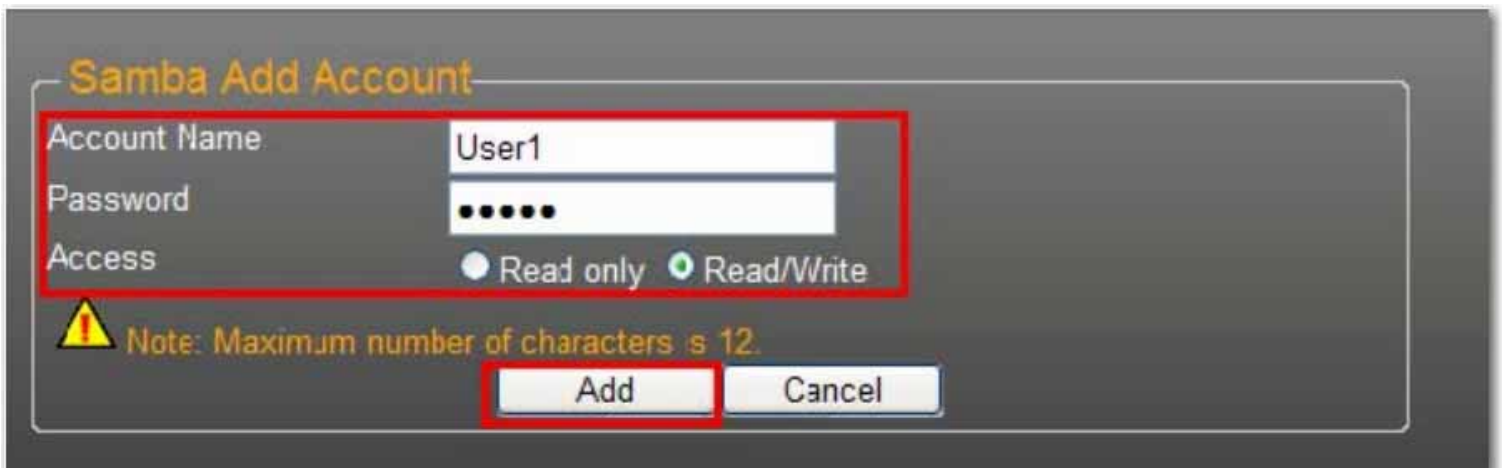 Samba Add Account
Account Name User1
Password •••••
Access Read only Read/Write
Note: Maximum number of characters is 12.
Add Cancel